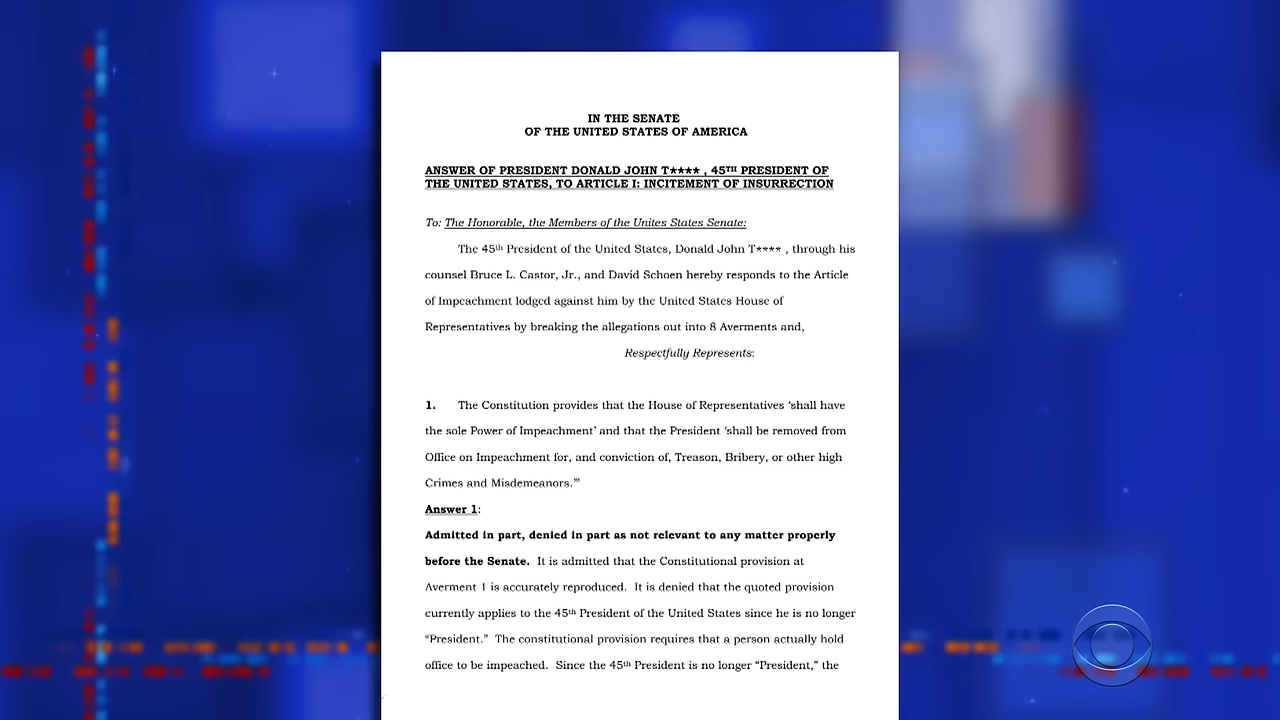 IN THE SENATE
OF THE UNITED STATES OF AMERICA
ANSWER OF PRESIDENT DONALD JOHN T★★★★ , 45TH PRESIDENT OF
THE UNITED STATES, TO ARTICLE I: INCITEMENT OF INSURRECTION
To: The Honorable, the Members of the Unites States Senate:
The 45th President of the United States, Donald John T★★★★ , through his
counsel Bruce L. Castor, Jr., and David Schoen hereby responds to the Article
of Impeachment lodged against him by the United States House of
Representatives by breaking the allegations out into 8 Averments and,
Respectfully Represents:
1. The Constitution provides that the House of Representatives ‘shall have
the sole Power of Impeachment’ and that the President ‘shall be removed from
Office on Impeachment for, and conviction of, Treason, Bribery, or other high
Crimes and Misdemeanors.’”
Answer 1:
Admitted in part, denied in part as not relevant to any matter properly
before the Senate. It is admitted that the Constitutional provision at
Averment 1 is accurately reproduced. It is denied that the quoted provision
currently applies to the 45th President of the United States since he is no longer
“President.” The constitutional provision requires that a person actually hold
office to be impeached. Since the 45th President is no longer “President,” the